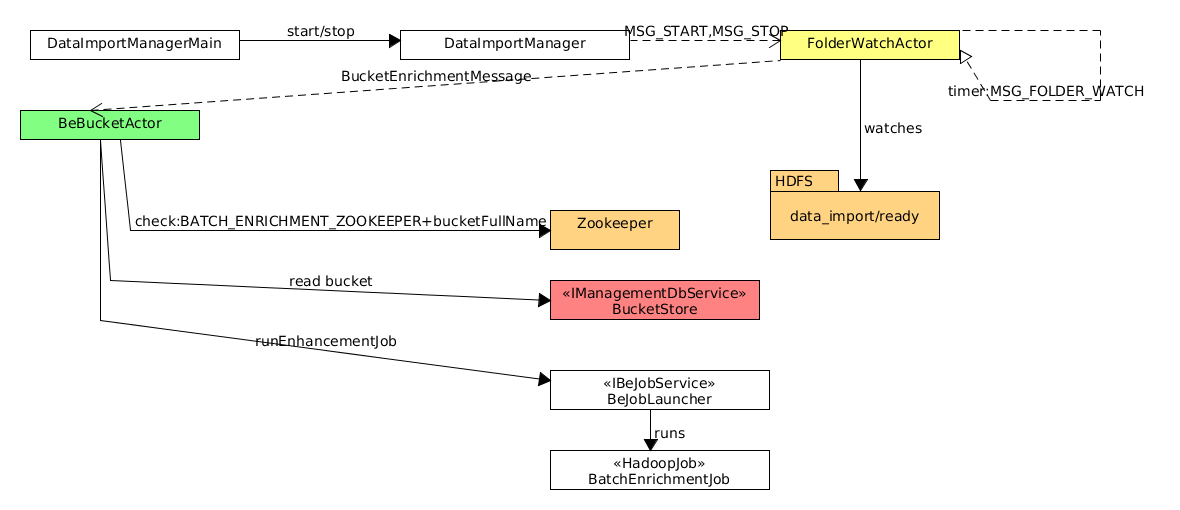 DataImportManagerMain
start/stop
DataImportManager
MSG_START,MSG_STOP
FolderWatchActor
BucketEnrichmentMessage
timer:MSG_FOLDER_WATCH
BeBucketActor
watches
HDFS
data_import/ready
check:BATCH_ENRICHMENT_ZOOKEEPER+bucketFullName
Zookeeper
read bucket
«IManagementDbService»
BucketStore
runEnhancementJob
«IBeJobService»
BeJobLauncher
runs
«HadoopJob»
BatchEnrichmentJob